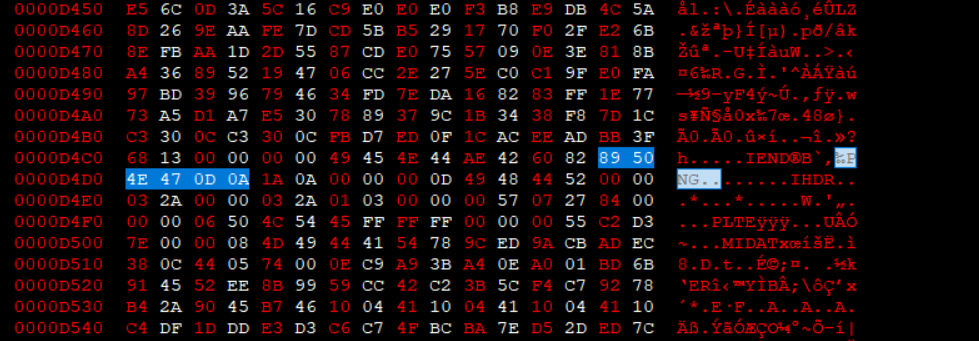 0000D450 E5 6C 0D 3A 5C 16 C9 E0 E0 E0 F3 B8 E9 DB 4C 5A ål.:\.Éàààó¸éÛLZ
0000D460 8D 26 9E AA FE 7D CD 5B B5 29 17 70 F0 2F E2 6B .&žªþ}Í[µ).pð/âk
0000D470 8E FB AA 1D 2D 55 87 CD E0 75 57 09 0E 3E 81 8B Žûª.-U‡ÍàuW..>.‹
0000D480 A4 36 89 52 19 47 06 CC 2E 27 5E C0 C1 9F E0 FA ¤6‰R.G.Ì.'^ÀÁŸàú
0000D490 97 BD 39 96 79 46 34 FD 7E DA 16 82 83 FF 1E 77 —½9–yF4ý~Ú.‚ƒÿ.w
0000D4A0 73 A5 D1 A7 E5 30 78 89 37 9C 1B 34 38 F8 7D 1C s¥Ñ§å0x‰7œ.48ø}.
0000D4B0 C3 30 0C C3 30 0C FB D7 ED 0F 1C AC EE AD BB 3F Ã0.Ã0.û×í..¬î.»?
0000D4C0 68 13 00 00 00 00 49 45 4E 44 AE 42 60 82 89 50 h.....IEND®B`‚‰P
0000D4D0 4E 47 0D 0A 1A 0A 00 00 00 0D 49 48 44 52 00 00 NG........IHDR..
0000D4E0 03 2A 00 00 03 2A 01 03 00 00 00 57 07 27 84 00 .*...*.....W.'„.
0000D4F0 00 00 06 50 4C 54 45 FF FF FF 00 00 00 55 C2 D3 ...PLTEÿÿÿ...UÂÓ
0000D500 7E 00 00 08 4D 49 44 41 54 78 9C ED 9A CB AD EC ~...MIDATxœíšË.ì
0000D510 38 0C 44 05 74 00 0E C9 A9 3B A4 0E A0 01 BD 6B 8.D.t..É©;¤. .½k
0000D520 91 45 52 EE 8B 99 59 CC 42 C2 3B 5C F4 C7 92 78 ‘ERî‹™YÌBÂ;\ôÇ’x
0000D530 B4 2A 90 45 B7 46 10 04 41 10 04 41 10 04 41 10 ´*.E·F..A..A..A.
0000D540 C4 DF 1D DD E3 D3 C6 C7 4F BC BA 7E D5 2D ED 7C Äß.ÝãÓÆÇO¼º~Õ-í|